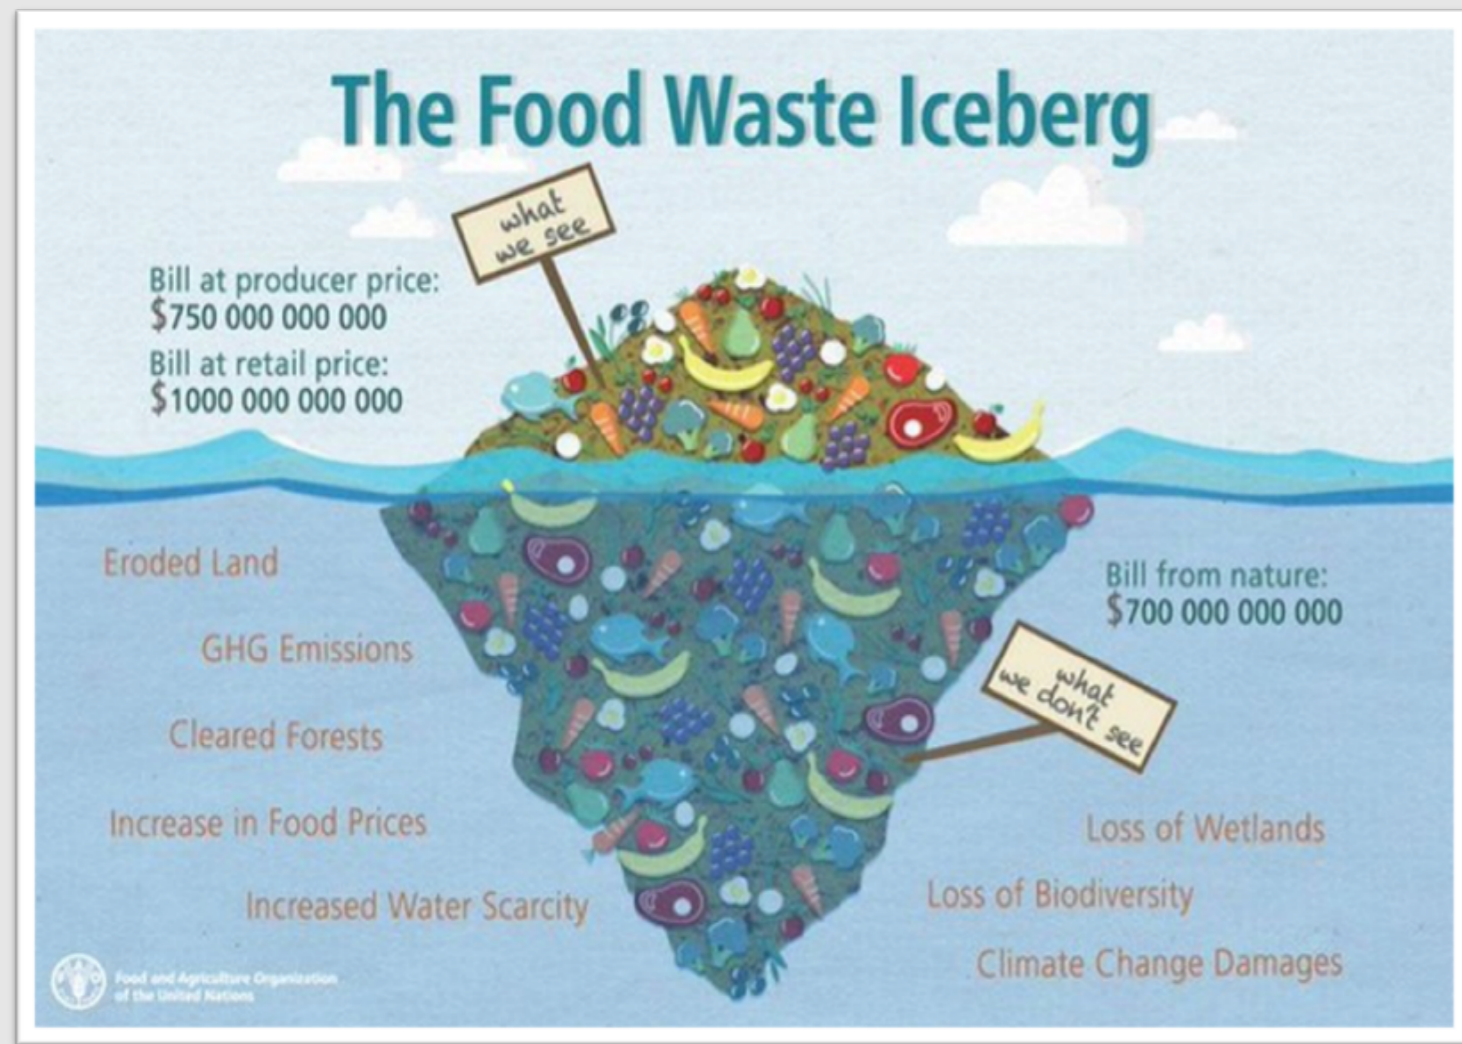 The Food Waste Iceberg
what
we see
Bill at producer price:
$750 000 000 000
Bill at retail price:
$1000 000 000 000
Eroded Land
GHG Emissions
Cleared Forests
Increase in Food Prices
Increased Water Scarcity
Bill from nature:
$700 000 000 000
what
we don't see
Loss of Wetlands
Loss of Biodiversity
Climate Change Damages
FAO
Food and Agriculture Organization
of the United Nations